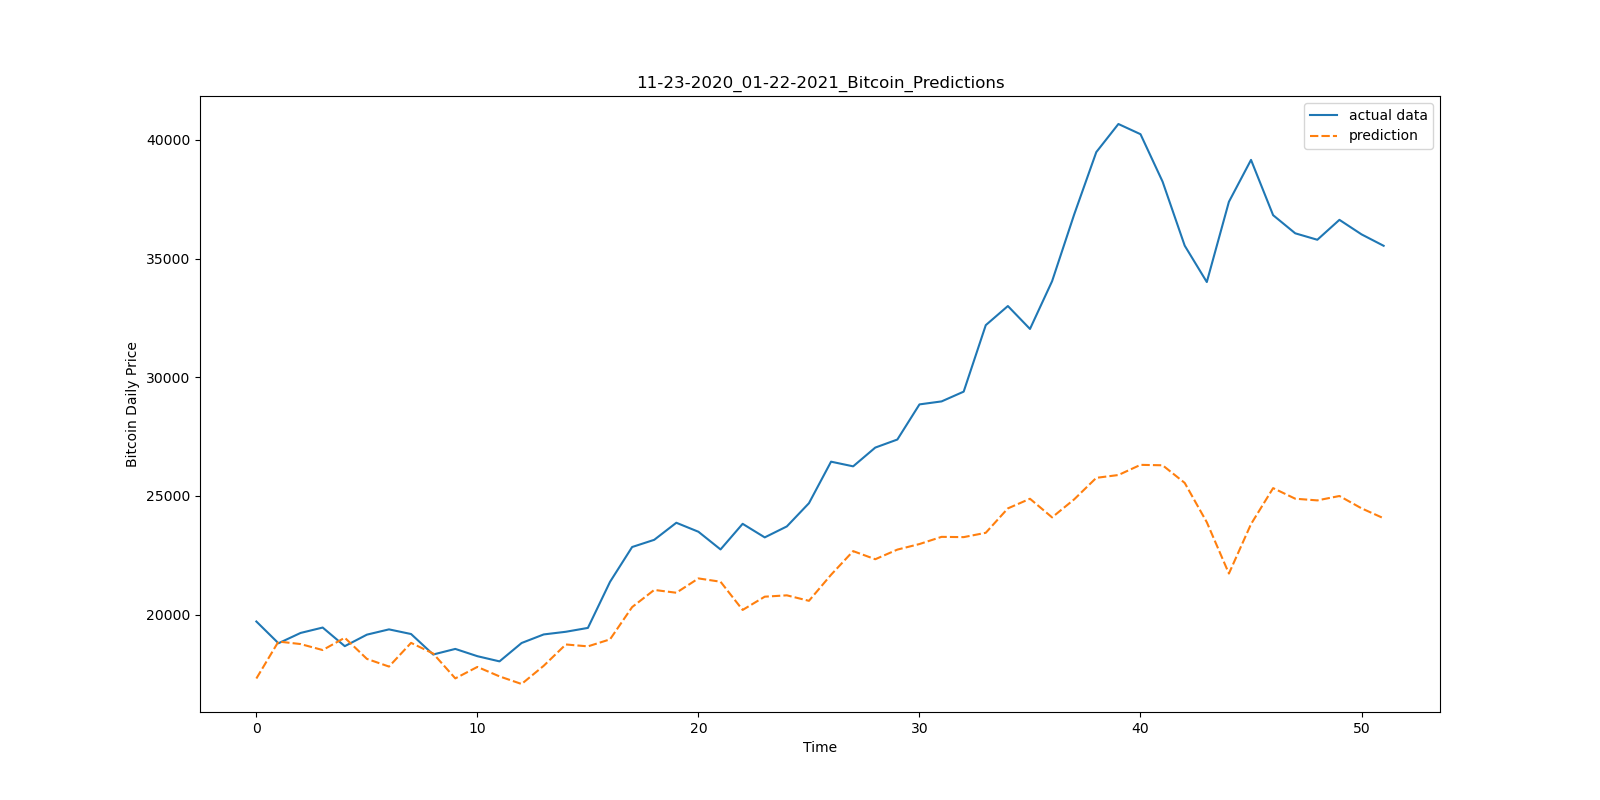 11-23-2020_01-22-2021_Bitcoin_Predictions
actual data
prediction
40000
35000
30000
25000
20000
Bitcoin Daily Price
0 10 20 30 40 50
Time